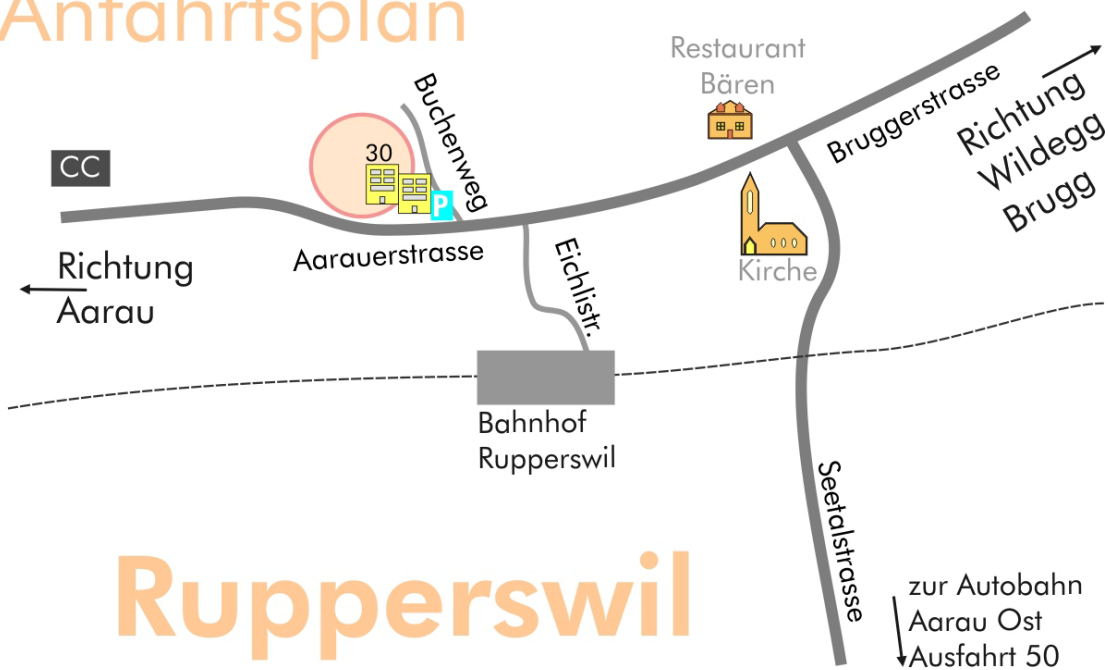 Anfahrtsplan
Restaurant
Bären
Buchenweg
Bruggerstrasse
Richtung
Wildegg
Brugg
CC
30
P
Aarauerstrasse
Richtung
Aarau
Eichlistr.
Kirche
Bahnhof
Rupperswil
Seetalstrasse
Rupperswil
zur Autobahn
Aarau Ost
Ausfahrt 50